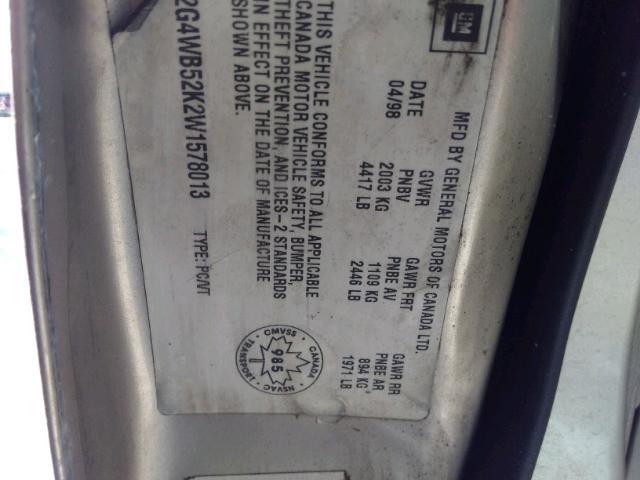 GM
MFD BY GENERAL MOTORS OF CANADA LTD.
DATE GVWR GAWR FRT GAWR RR
04/98 PNBV PNBE AV PNBE AR
2003 KG 1109 KG 894 KG
4417 LB 2446 LB 1971 LB
THIS VEHICLE CONFORMS TO ALL APPLICABLE
CANADA MOTOR VEHICLE SAFETY, BUMPER,
THEFT PREVENTION, AND ICES-2 STANDARDS
IN EFFECT ON THE DATE OF MANUFACTURE
SHOWN ABOVE.
CANADA
CMVSS
TRANSPORT
NSVAC
985
2G4WB52K2W1578013 TYPE: PC/VT